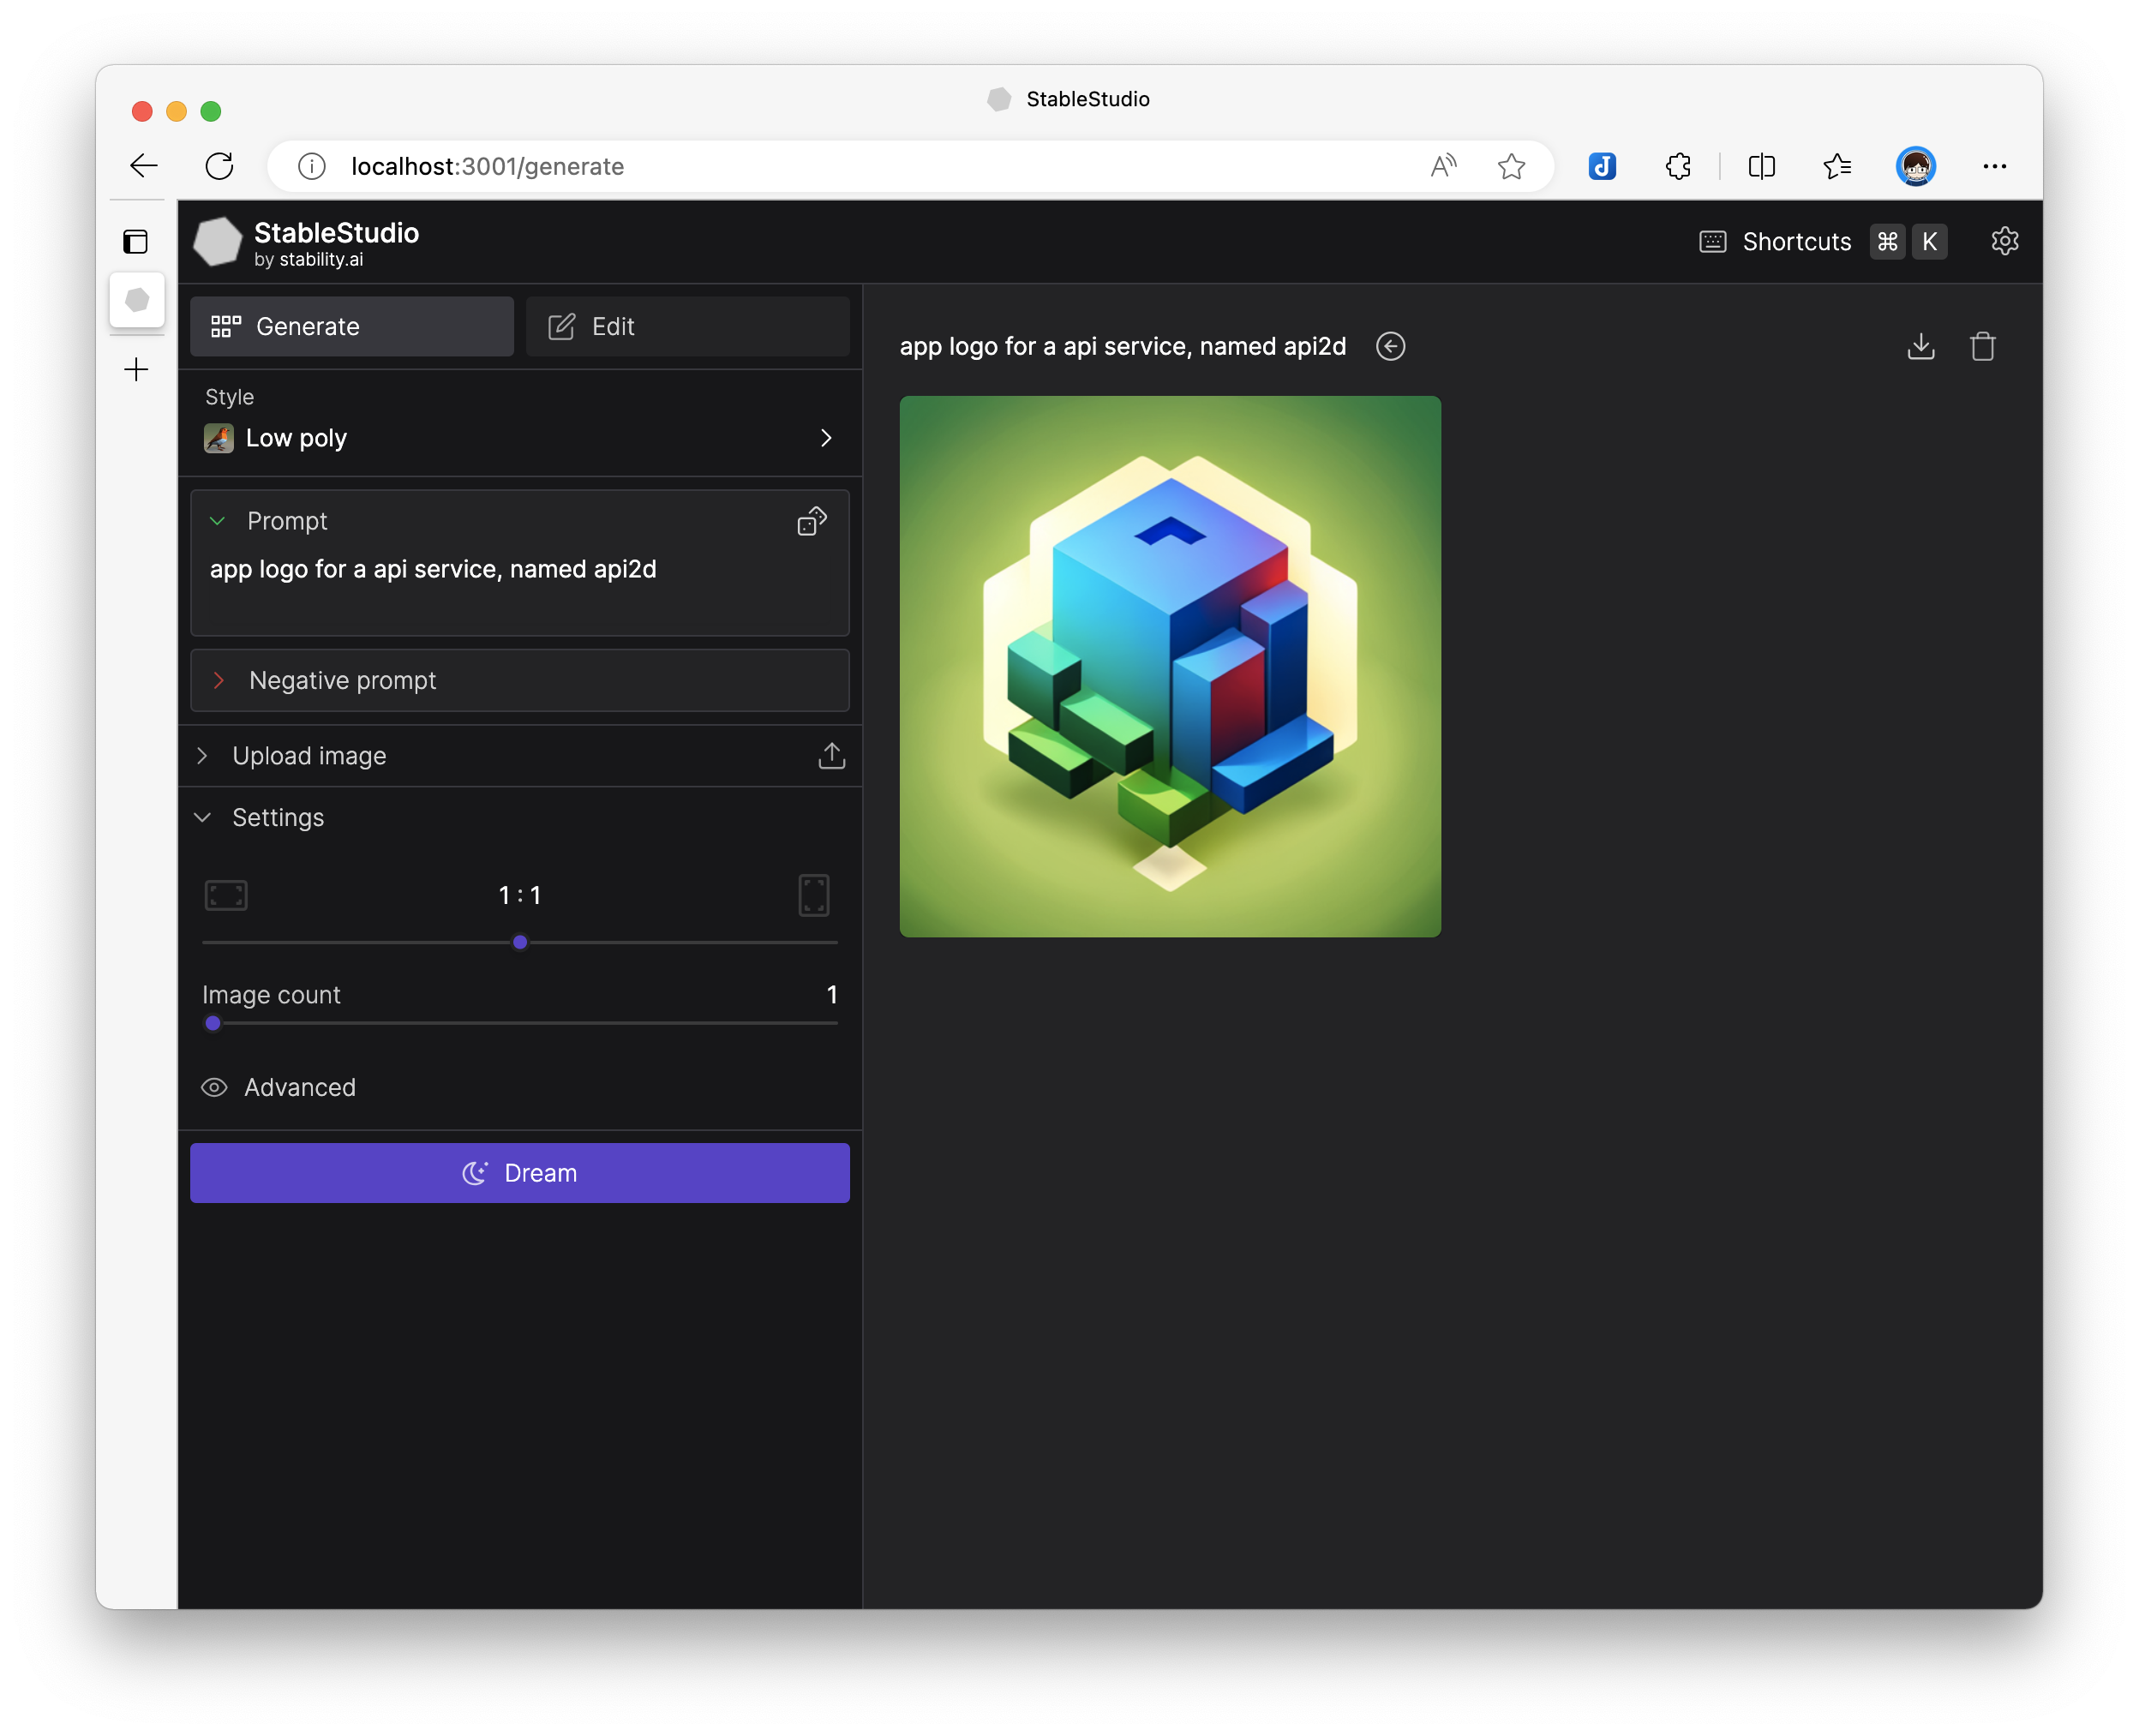 StableStudio
localhost:3001/generate
StableStudio
by stability.ai
Shortcuts ⌘ K
Generate
Edit
Style
Low poly
Prompt
app logo for a api service, named api2d
Negative prompt
Upload image
Settings
1 : 1
Image count 1
Advanced
Dream
app logo for a api service, named api2d